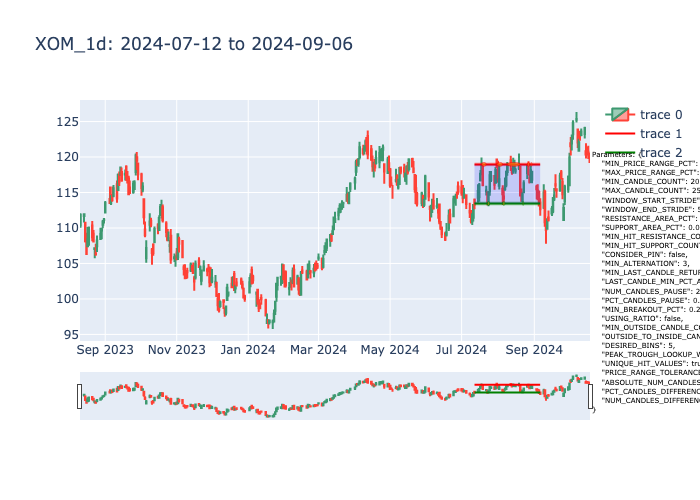 XOM_1d: 2024-07-12 to 2024-09-06
125
120
115
110
105
100
95
Sep 2023
Nov 2023
Jan 2024
Mar 2024
May 2024
Jul 2024
Sep 2024
trace 0
trace 1
trace 2
Parameters: {
"MIN_PRICE_RANGE_PCT":
"MAX_PRICE_RANGE_PCT":
"MIN_CANDLE_COUNT": 20
"MAX_CANDLE_COUNT": 25
"WINDOW_START_STRIDE"
"WINDOW_END_STRIDE": 5
"RESISTANCE_AREA_PCT":
"SUPPORT_AREA_PCT": 0.0
"MIN_HIT_RESISTANCE_CO
"MIN_HIT_SUPPORT_COUNT
"CONSIDER_PIN": false,
"MIN_ALTERNATION": 3,
"MIN_LAST_CANDLE_RETUR
"LAST_CANDLE_MIN_PCT_A
"NUM_CANDLES_PAUSE": 2
"PCT_CANDLES_PAUSE": 0.
"MIN_BREAKOUT_PCT": 0.2
"USING_RATIO": false,
"MIN_OUTSIDE_CANDLE_CO
"OUTSIDE_TO_INSIDE_CAN
"DESIRED_BINS": 5,
"PEAK_TROUGH_LOOKUP_W
"UNIQUE_HIT_VALUES": tru
"PRICE_RANGE_TOLERANCE
"ABSOLUTE_NUM_CANDLES
"PCT_CANDLES_DIFFERENC
"NUM_CANDLES_DIFFEREN
}